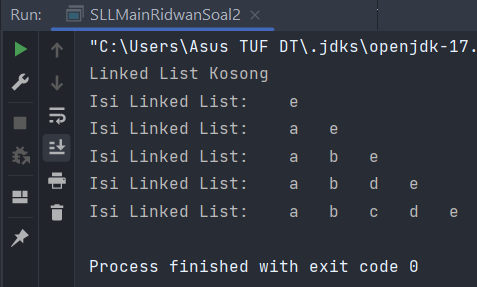 Run: SLLMainRidwanSoal2
"C:\Users\Asus TUF DT\.jdks\openjdk-17.
Linked List Kosong
Isi Linked List: e
Isi Linked List: a e
Isi Linked List: a b e
Isi Linked List: a b d e
Isi Linked List: a b c d e
Process finished with exit code 0